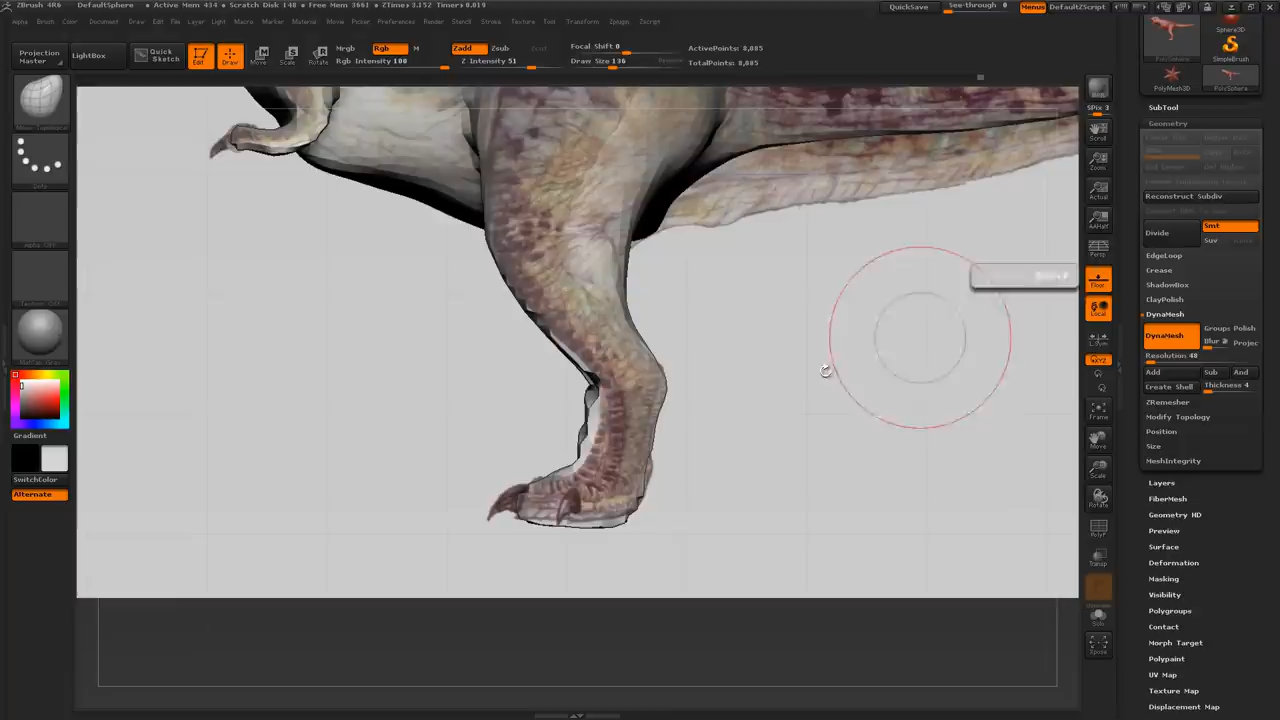 ZBrush 4R6 DefaultSphere • Active Mem 434 • Scratch Disk 148 • Free Mem 3661 • ZTime▸3.152 Timer▸0.019
QuickSave See-through 0 Menus DefaultZScript
Alpha Brush Color Document Draw Edit File Layer Light Macro Marker Material Movie Picker Preferences Render Stencil Stroke Texture Tool Transform Zplugin Zscript
Projection Master
LightBox
Quick Sketch
Edit Draw Move Scale Rotate
Mrgb Rgb M
Rgb Intensity 100
Zadd Zsub
Z Intensity 51
Focal Shift 0
Draw Size 136
ActivePoints: 8,085
TotalPoints: 8,085
Dots
Gradient
SwitchColor
Alternate
SPix 3
Scroll
Zoom
Actual
AAHalf
Persp
Floor
Local
L.Sym
Frame
Move
Scale
Rotate
PolyF
Transp
Solo
Xpose
Sphere3D
SimpleBrush
PolySphere
PolyMesh3D PolySphere
SubTool
Geometry
Reconstruct Subdiv
Divide Smt
Suv
EdgeLoop
Crease
ShadowBox
ClayPolish
DynaMesh
DynaMesh Groups Polish
Blur 2 Projec
Resolution 48
Add Sub And
Create Shell Thickness 4
ZRemesher
Modify Topology
Position
Size
MeshIntegrity
Layers
FiberMesh
Geometry HD
Preview
Surface
Deformation
Masking
Visibility
Polygroups
Contact
Morph Target
Polypaint
UV Map
Texture Map
Displacement Map